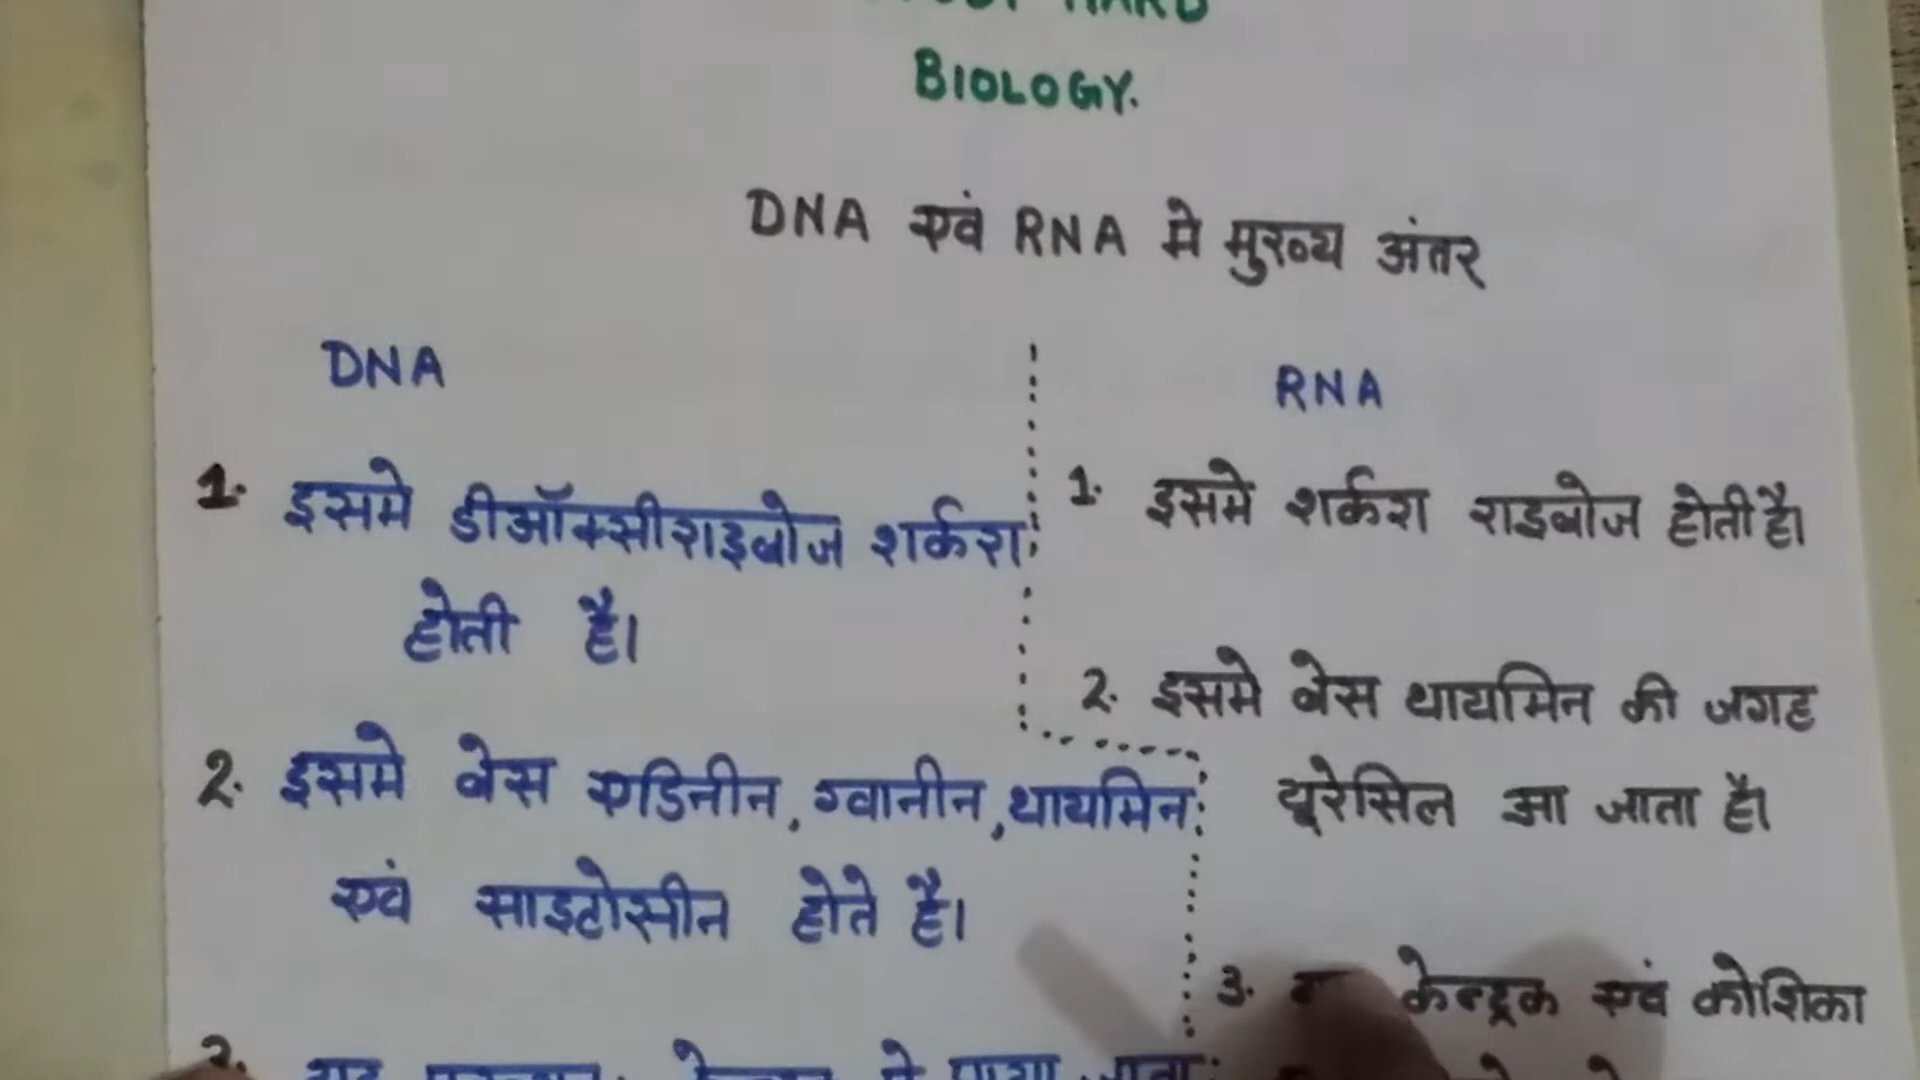 HARD
BIOLOGY.
DNA एवं RNA मे मुख्य अंतर
DNA
RNA
1. इसमे डीऑक्सीराइबोज शर्करा
होती है।
2. इसमे बेस एडिनीन, ग्वानीन, थायमिन
एवं साइटोसीन होते है।
1. इसमे शर्करा राइबोज होती है।
2. इसमे बेस थायमिन की जगह
यूरेसिल आ जाता है।
3. केन्द्रक एवं कोशिका